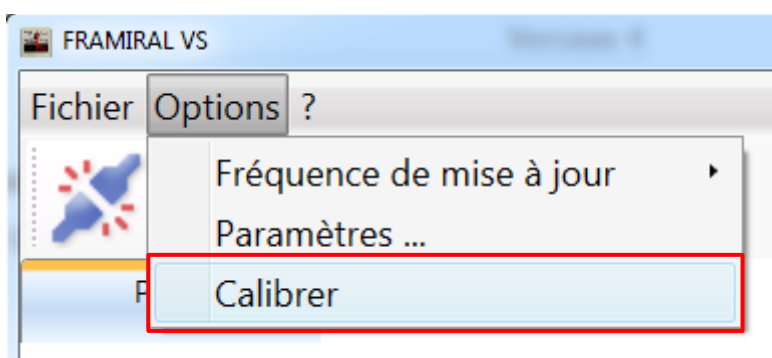 FRAMIRAL VS
Fichier Options ?
Fréquence de mise à jour
Paramètres ...
Calibrer
P